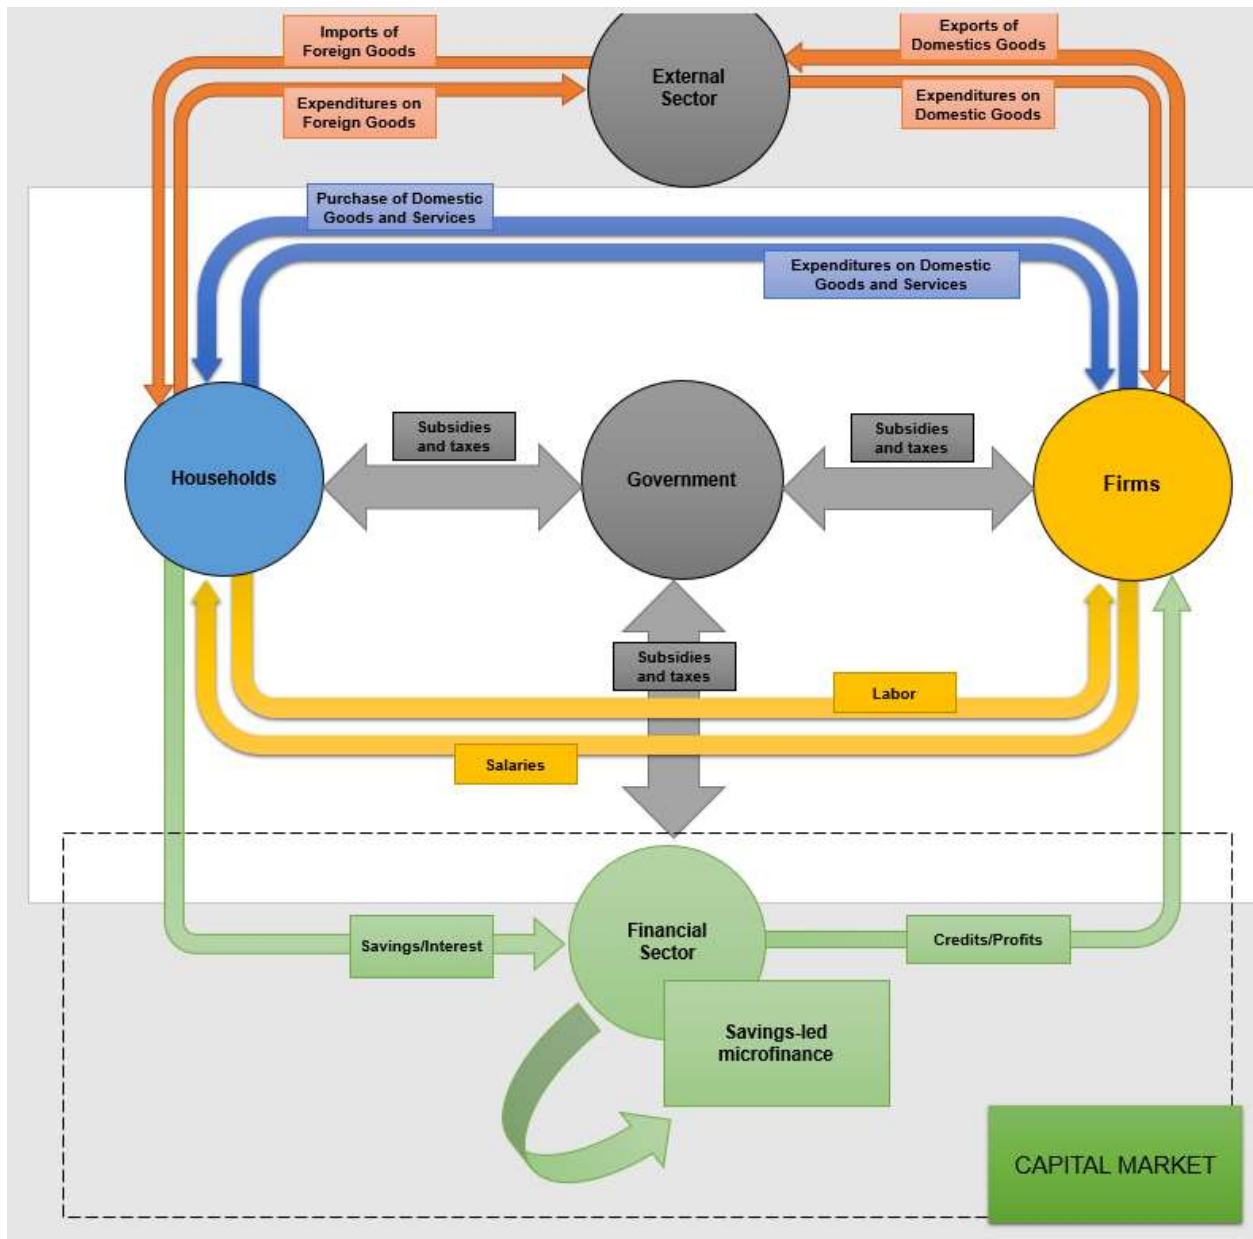 Imports of
Foreign Goods
Exports of
Domestics Goods
External
Sector
Expenditures on
Foreign Goods
Expenditures on
Domestic Goods
Purchase of Domestic
Goods and Services
Expenditures on Domestic
Goods and Services
Subsidies
and taxes
Subsidies
and taxes
Households
Government
Firms
Subsidies
and taxes
Labor
Salaries
Financial
Sector
Savings/Interest
Credits/Profits
Savings-led
microfinance
CAPITAL MARKET